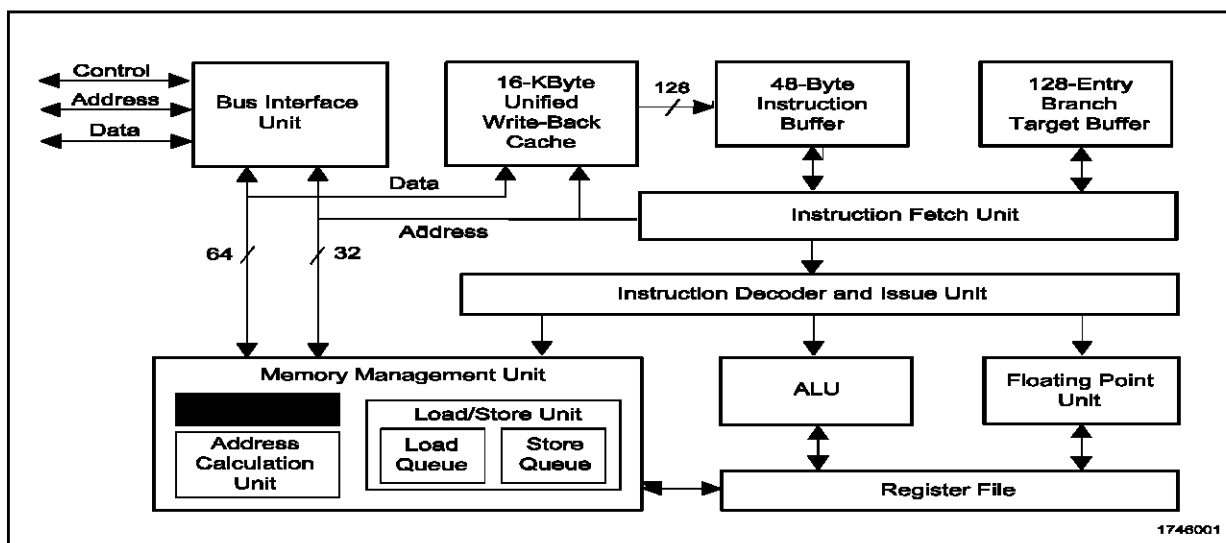 Control
Address
Data
Bus Interface
Unit
16-KByte
Unified
Write-Back
Cache
128
48-Byte
Instruction
Buffer
128-Entry
Branch
Target Buffer
Data
Address
64
32
Instruction Fetch Unit
Instruction Decoder and Issue Unit
Memory Management Unit
Address
Calculation
Unit
Load/Store Unit
Load
Queue
Store
Queue
ALU
Floating Point
Unit
Register File
1746001